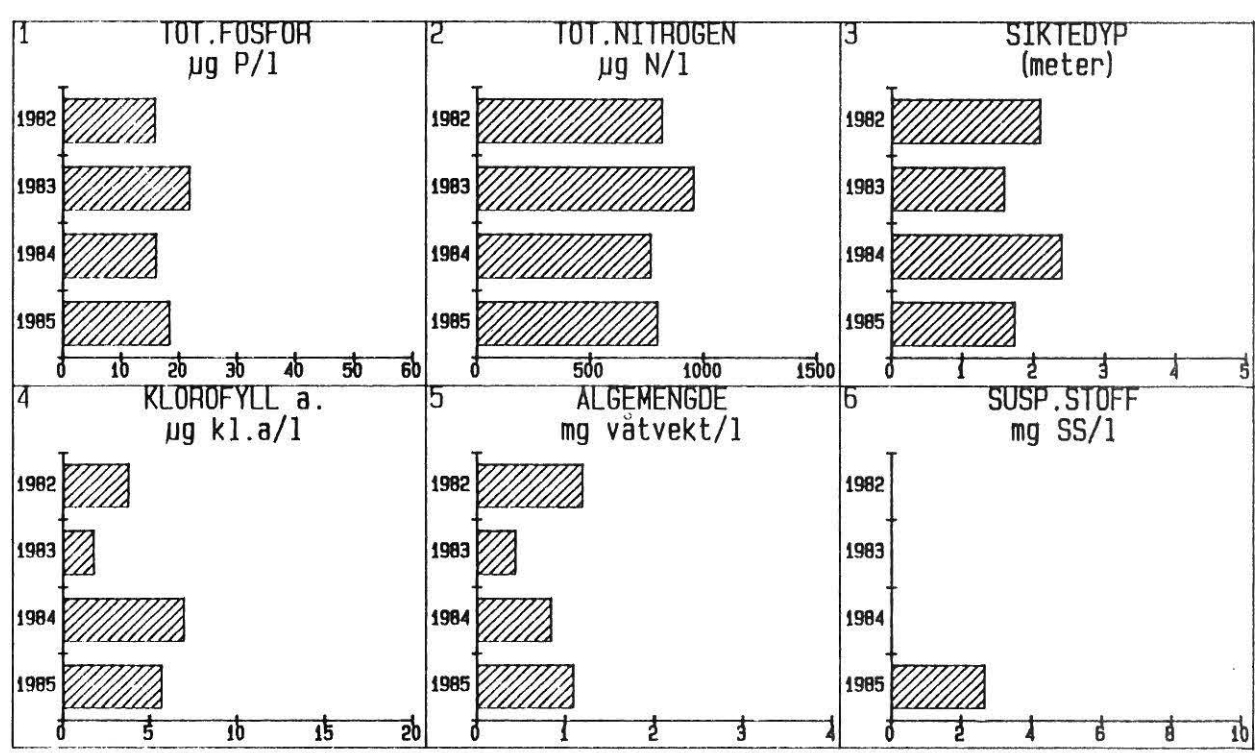 1
TOT.FOSFOR
µg P/l
1982
1983
1984
1985
0 10 20 30 40 50 60
2
TOT.NITROGEN
µg N/l
1982
1983
1984
1985
0 500 1000 1500
3
SIKTEDYP
(meter)
1982
1983
1984
1985
0 1 2 3 4 5
4
KLOROFYLL a.
µg kl.a/l
1982
1983
1984
1985
0 5 10 15 20
5
ALGEMENGDE
mg våtvekt/l
1982
1983
1984
1985
0 1 2 3 4
6
SUSP.STOFF
mg SS/l
1982
1983
1984
1985
0 2 4 6 8 10